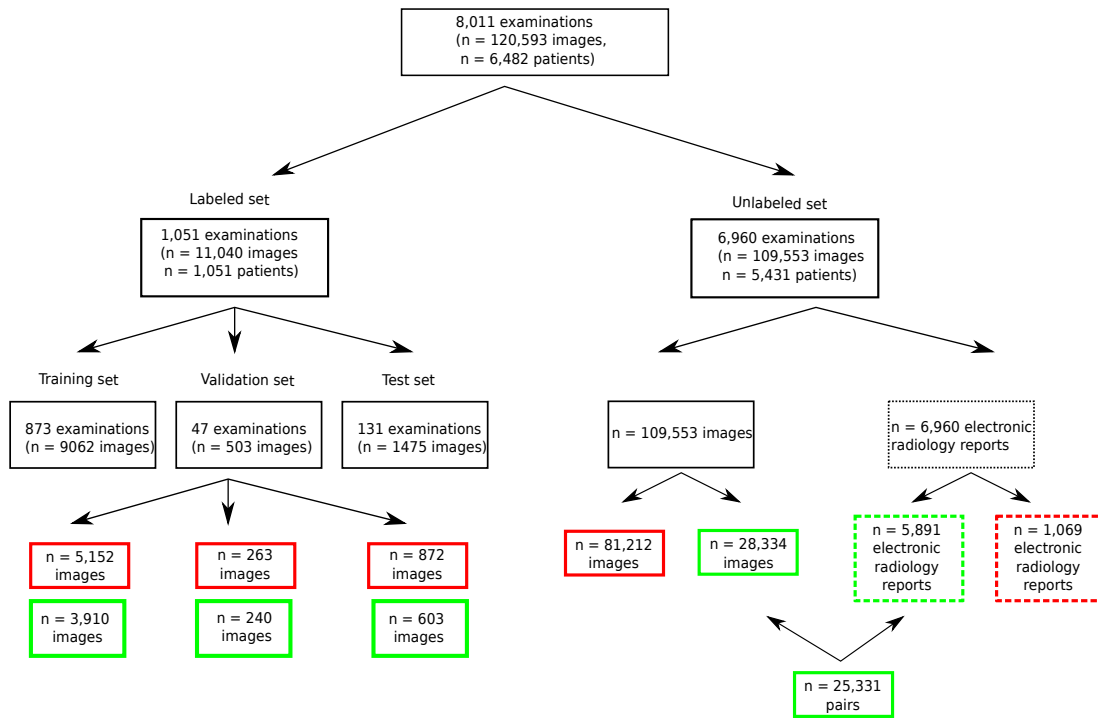 8,011 examinations
(n = 120,593 images,
n = 6,482 patients)
Labeled set
Unlabeled set
1,051 examinations
(n = 11,040 images
n = 1,051 patients)
6,960 examinations
(n = 109,553 images
n = 5,431 patients)
Training set
Validation set
Test set
873 examinations
(n = 9062 images)
47 examinations
(n = 503 images)
131 examinations
(n = 1475 images)
n = 109,553 images
n = 6,960 electronic
radiology reports
n = 5,152
images
n = 263
images
n = 872
images
n = 81,212
images
n = 28,334
images
n = 5,891
electronic
radiology
reports
n = 1,069
electronic
radiology
reports
n = 3,910
images
n = 240
images
n = 603
images
n = 25,331
pairs